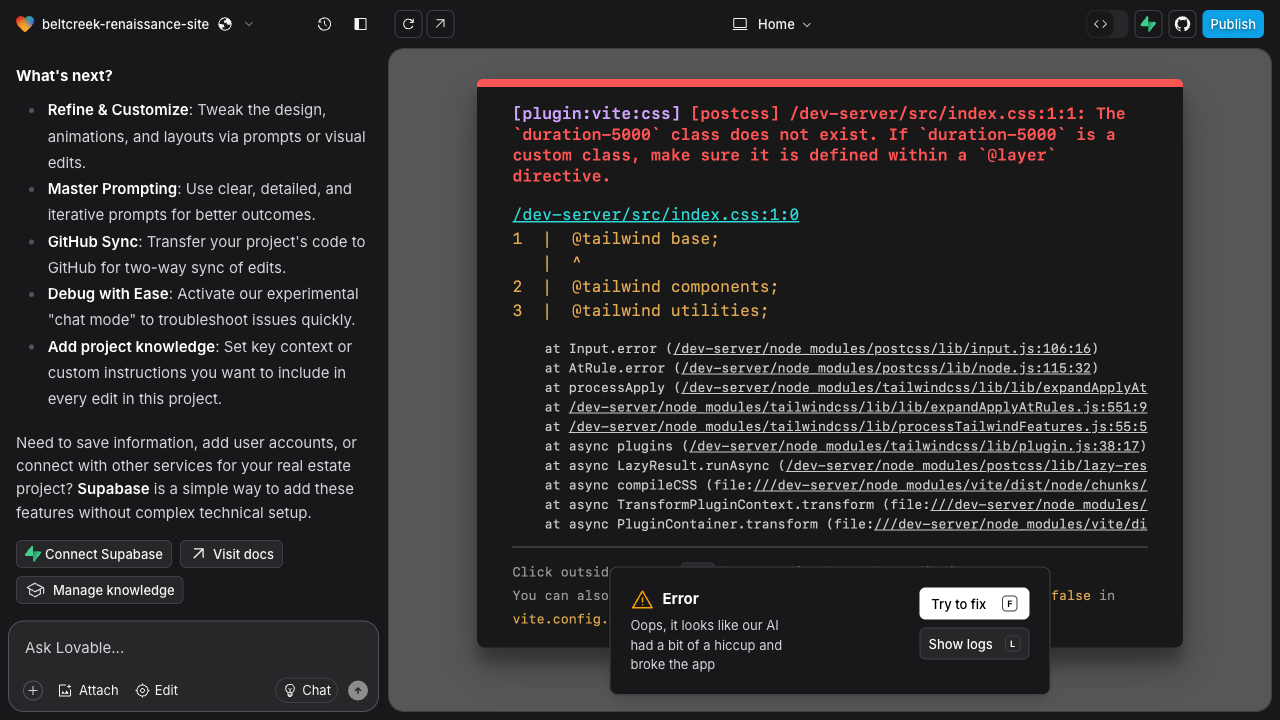 beltcreek-renaissance-site
Home
Publish
What's next?
Refine & Customize: Tweak the design,
animations, and layouts via prompts or visual
edits.
Master Prompting: Use clear, detailed, and
iterative prompts for better outcomes.
GitHub Sync: Transfer your project's code to
GitHub for two-way sync of edits.
Debug with Ease: Activate our experimental
"chat mode" to troubleshoot issues quickly.
Add project knowledge: Set key context or
custom instructions you want to include in
every edit in this project.
Need to save information, add user accounts, or
connect with other services for your real estate
project? Supabase is a simple way to add these
features without complex technical setup.
Connect Supabase
Visit docs
Manage knowledge
Ask Lovable...
Attach
Edit
Chat
[plugin:vite:css] [postcss] /dev-server/src/index.css:1:1: The
`duration-5000` class does not exist. If `duration-5000` is a
custom class, make sure it is defined within a `@layer`
directive.
/dev-server/src/index.css:1:0
1 | @tailwind base;
| ^
2 | @tailwind components;
3 | @tailwind utilities;
at Input.error (/dev-server/node_modules/postcss/lib/input.js:106:16)
at AtRule.error (/dev-server/node_modules/postcss/lib/node.js:115:32)
at processApply (/dev-server/node_modules/tailwindcss/lib/lib/expandApplyAt
at /dev-server/node_modules/tailwindcss/lib/lib/expandApplyAtRules.js:551:9
at /dev-server/node_modules/tailwindcss/lib/processTailwindFeatures.js:55:5
at async plugins (/dev-server/node_modules/tailwindcss/lib/plugin.js:38:17)
at async LazyResult.runAsync (/dev-server/node_modules/postcss/lib/lazy-res
at async compileCSS (file:///dev-server/node_modules/vite/dist/node/chunks/
at async TransformPluginContext.transform (file:///dev-server/node_modules/
at async PluginContainer.transform (file:///dev-server/node_modules/vite/di
Click outsid
You can also false in
vite.config.
Error
Oops, it looks like our AI
had a bit of a hiccup and
broke the app
Try to fix F
Show logs L